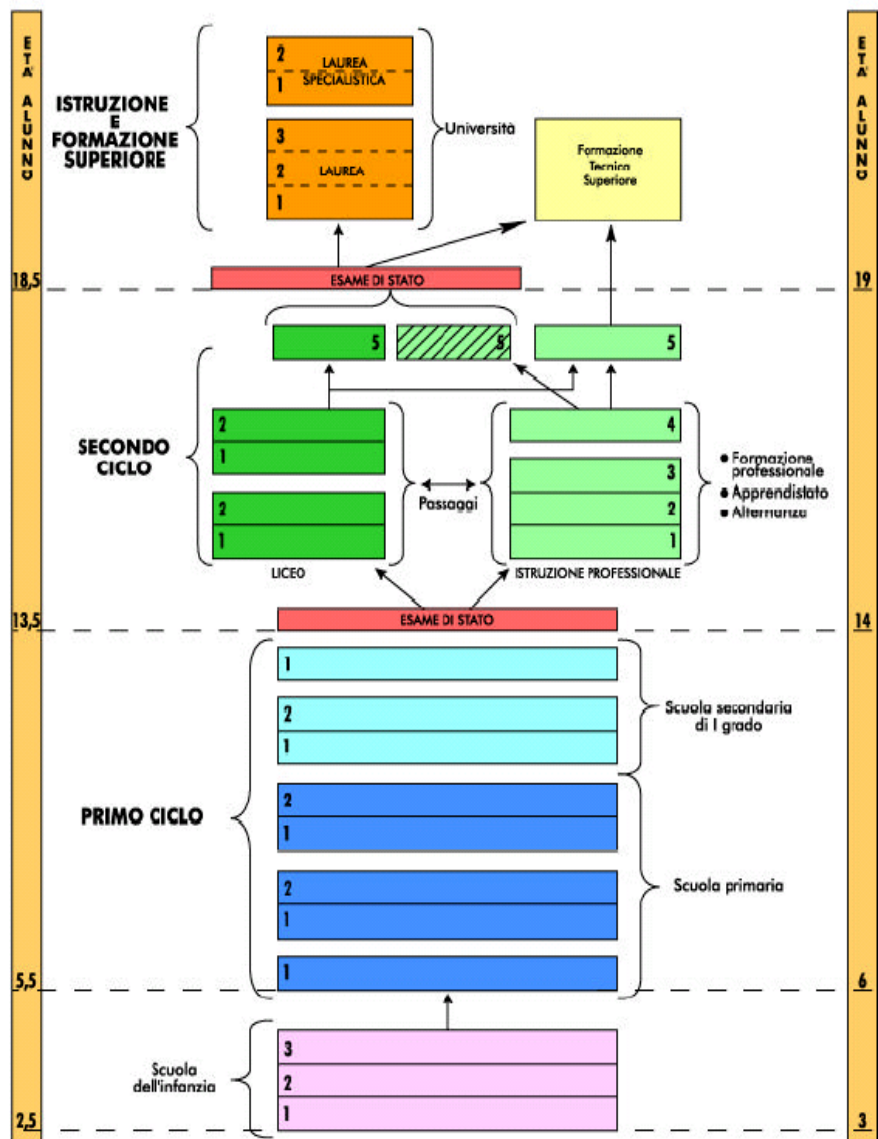 ETA' ALUNNO
ETA' ALUNNO
2
LAUREA
SPECIALISTICA
1
ISTRUZIONE
E
FORMAZIONE
SUPERIORE
3
2
LAUREA
1
Università
Formazione
Tecnica
Superiore
ESAME DI STATO
18,5
19
5
5
5
SECONDO
CICLO
2
1
2
1
LICEO
Passaggi
4
3
2
1
ISTRUZIONE PROFESSIONALE
• Formazione
professionale
• Apprendistato
• Alternanza
ESAME DI STATO
13,5
14
PRIMO CICLO
1
2
1
Scuola secondaria
di I grado
2
1
2
1
1
Scuola primaria
5,5
6
Scuola
dell'infanzia
3
2
1
2,5
3